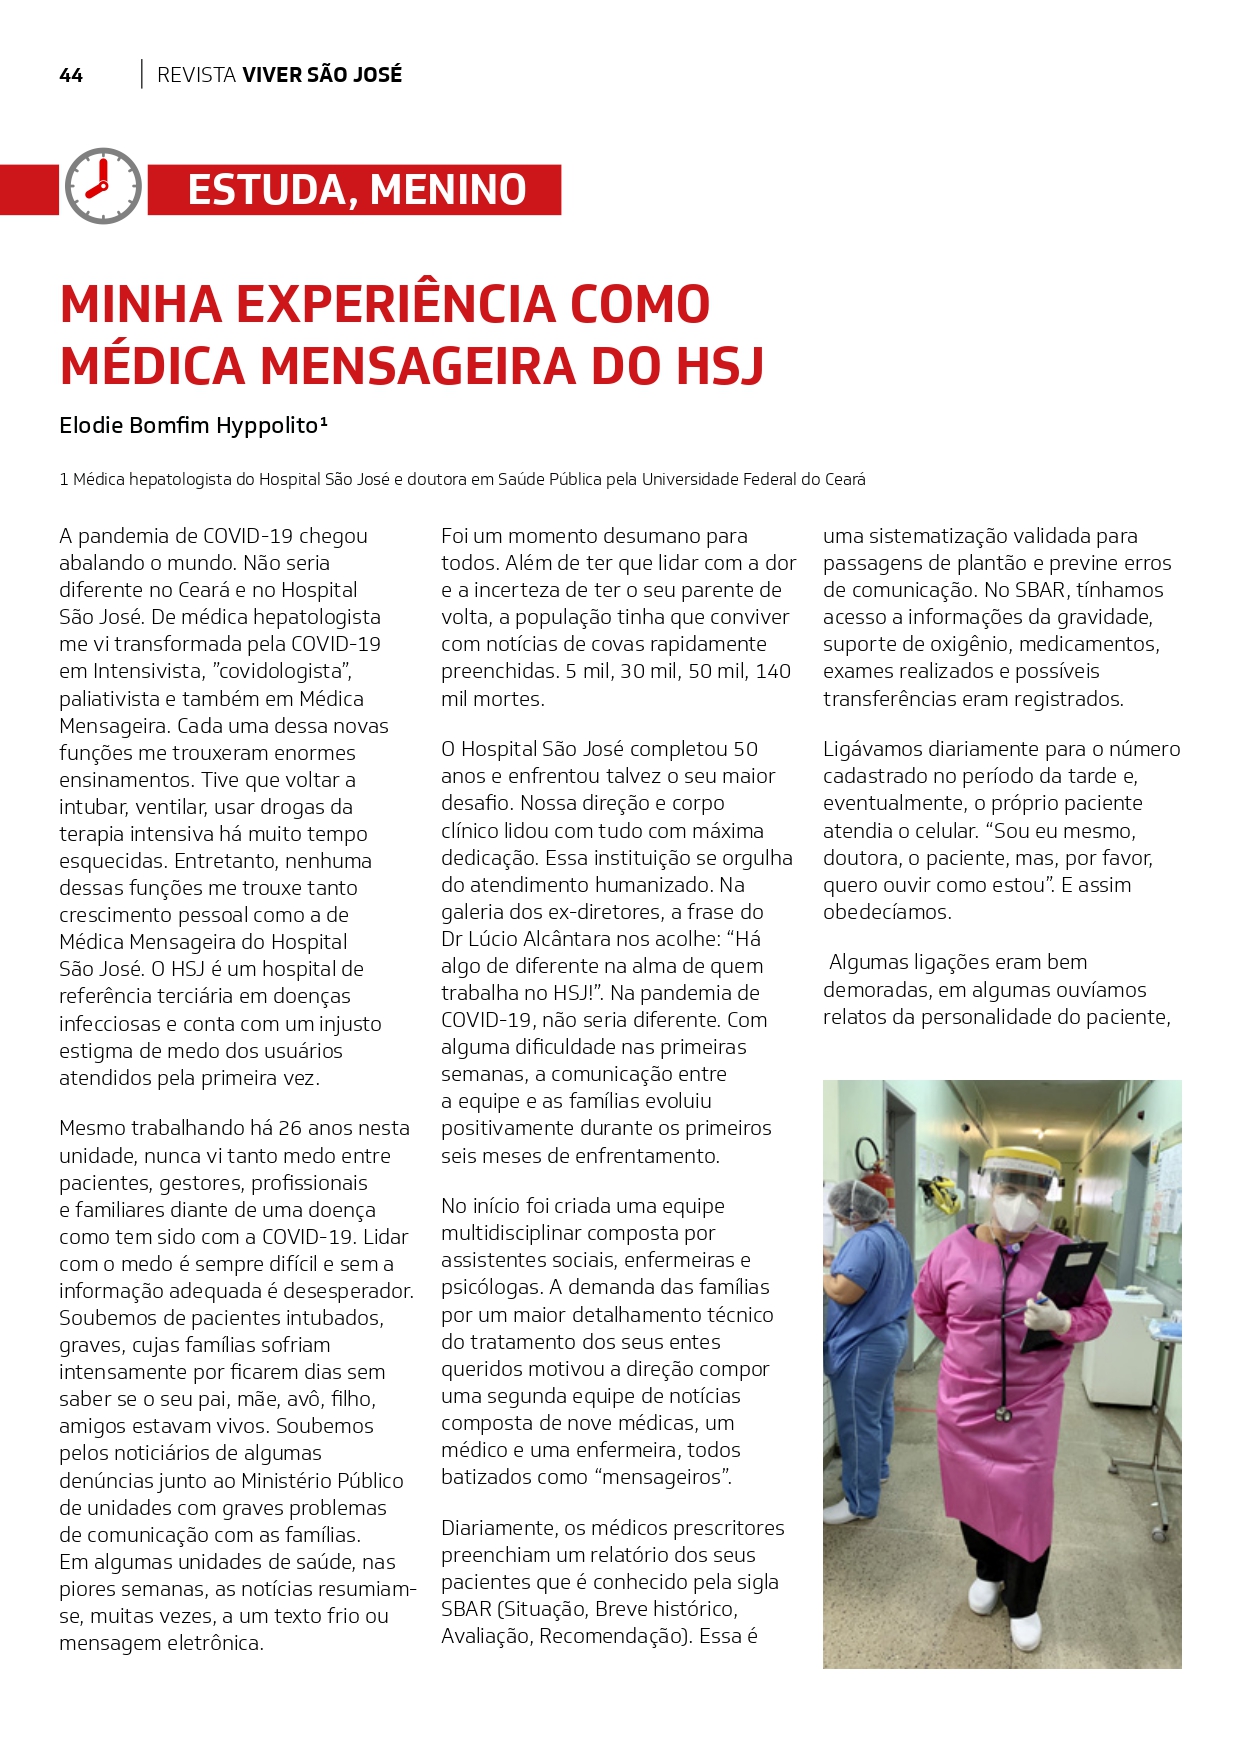 44
REVISTA VIVER SÃO JOSÉ
ESTUDA, MENINO
MINHA EXPERIÊNCIA COMO
MÉDICA MENSAGEIRA DO HSJ
Elodie Bomfim Hyppolito¹
1 Médica hepatologista do Hospital São José e doutora em Saúde Pública pela Universidade Federal do Ceará
A pandemia de COVID-19 chegou
abalando o mundo. Não seria
diferente no Ceará e no Hospital
São José. De médica hepatologista
me vi transformada pela COVID-19
em Intensivista, ”covidologista”,
paliativista e também em Médica
Mensageira. Cada uma dessa novas
funções me trouxeram enormes
ensinamentos. Tive que voltar a
intubar, ventilar, usar drogas da
terapia intensiva há muito tempo
esquecidas. Entretanto, nenhuma
dessas funções me trouxe tanto
crescimento pessoal como a de
Médica Mensageira do Hospital
São José. O HSJ é um hospital de
referência terciária em doenças
infecciosas e conta com um injusto
estigma de medo dos usuários
atendidos pela primeira vez.
Mesmo trabalhando há 26 anos nesta
unidade, nunca vi tanto medo entre
pacientes, gestores, profissionais
e familiares diante de uma doença
como tem sido com a COVID-19. Lidar
com o medo é sempre difícil e sem a
informação adequada é desesperador.
Soubemos de pacientes intubados,
graves, cujas famílias sofriam
intensamente por ficarem dias sem
saber se o seu pai, mãe, avô, filho,
amigos estavam vivos. Soubemos
pelos noticiários de algumas
denúncias junto ao Ministério Público
de unidades com graves problemas
de comunicação com as famílias.
Em algumas unidades de saúde, nas
piores semanas, as notícias resumiam-
se, muitas vezes, a um texto frio ou
mensagem eletrônica.
Foi um momento desumano para
todos. Além de ter que lidar com a dor
e a incerteza de ter o seu parente de
volta, a população tinha que conviver
com notícias de covas rapidamente
preenchidas. 5 mil, 30 mil, 50 mil, 140
mil mortes.
O Hospital São José completou 50
anos e enfrentou talvez o seu maior
desafio. Nossa direção e corpo
clínico lidou com tudo com máxima
dedicação. Essa instituição se orgulha
do atendimento humanizado. Na
galeria dos ex-diretores, a frase do
Dr Lúcio Alcântara nos acolhe: “Há
algo de diferente na alma de quem
trabalha no HSJ!”. Na pandemia de
COVID-19, não seria diferente. Com
alguma dificuldade nas primeiras
semanas, a comunicação entre
a equipe e as famílias evoluiu
positivamente durante os primeiros
seis meses de enfrentamento.
No início foi criada uma equipe
multidisciplinar composta por
assistentes sociais, enfermeiras e
psicólogas. A demanda das famílias
por um maior detalhamento técnico
do tratamento dos seus entes
queridos motivou a direção compor
uma segunda equipe de notícias
composta de nove médicas, um
médico e uma enfermeira, todos
batizados como “mensageiros”.
Diariamente, os médicos prescritores
preenchiam um relatório dos seus
pacientes que é conhecido pela sigla
SBAR (Situação, Breve histórico,
Avaliação, Recomendação). Essa é
uma sistematização validada para
passagens de plantão e previne erros
de comunicação. No SBAR, tínhamos
acesso a informações da gravidade,
suporte de oxigênio, medicamentos,
exames realizados e possíveis
transferências eram registrados.
Ligávamos diariamente para o número
cadastrado no período da tarde e,
eventualmente, o próprio paciente
atendia o celular. “Sou eu mesmo,
doutora, o paciente, mas, por favor,
quero ouvir como estou”. E assim
obedecíamos.
Algumas ligações eram bem
demoradas, em algumas ouvíamos
relatos da personalidade do paciente,